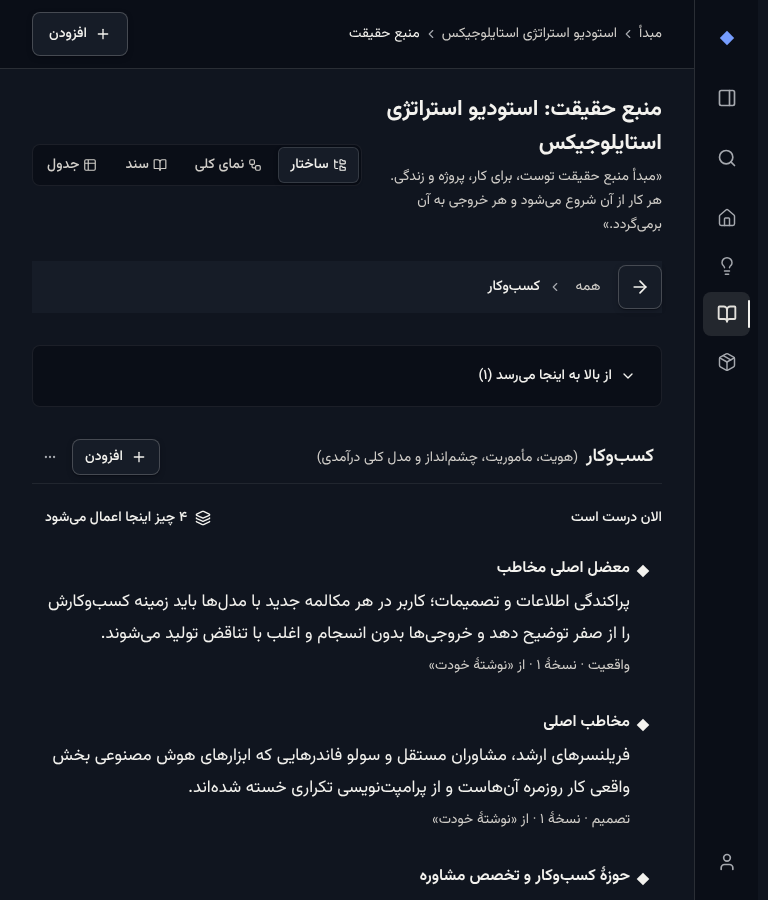 مبدأ › استودیو استراتژی استایلوجیکس › منبع حقیقت
+ افزودن
منبع حقیقت: استودیو استراتژی
استایلوجیکس
«مبدأ منبع حقیقت توست، برای کار، پروژه و زندگی.
هر کار از آن شروع می‌شود و هر خروجی به آن
برمی‌گردد.»
ساختار
نمای کلی
سند
جدول
همه › کسب‌وکار
از بالا به اینجا می‌رسد (۱)
کسب‌وکار (هویت، مأموریت، چشم‌انداز و مدل کلی درآمدی)
+ افزودن
...
الان درست است
۴ چیز اینجا اعمال می‌شود
معضل اصلی مخاطب
پراکندگی اطلاعات و تصمیمات؛ کاربر در هر مکالمه جدید با مدل‌ها باید زمینه کسب‌وکارش
را از صفر توضیح دهد و خروجی‌ها بدون انسجام و اغلب با تناقض تولید می‌شوند.
واقعیت · نسخهٔ ۱ · از «نوشتهٔ خودت»
مخاطب اصلی
فریلنسرهای ارشد، مشاوران مستقل و سولو فاندرهایی که ابزارهای هوش مصنوعی بخش
واقعی کار روزمره آن‌هاست و از پرامپت‌نویسی تکراری خسته شده‌اند.
تصمیم · نسخهٔ ۱ · از «نوشتهٔ خودت»
حوزهٔ کسب‌وکار و تخصص مشاوره